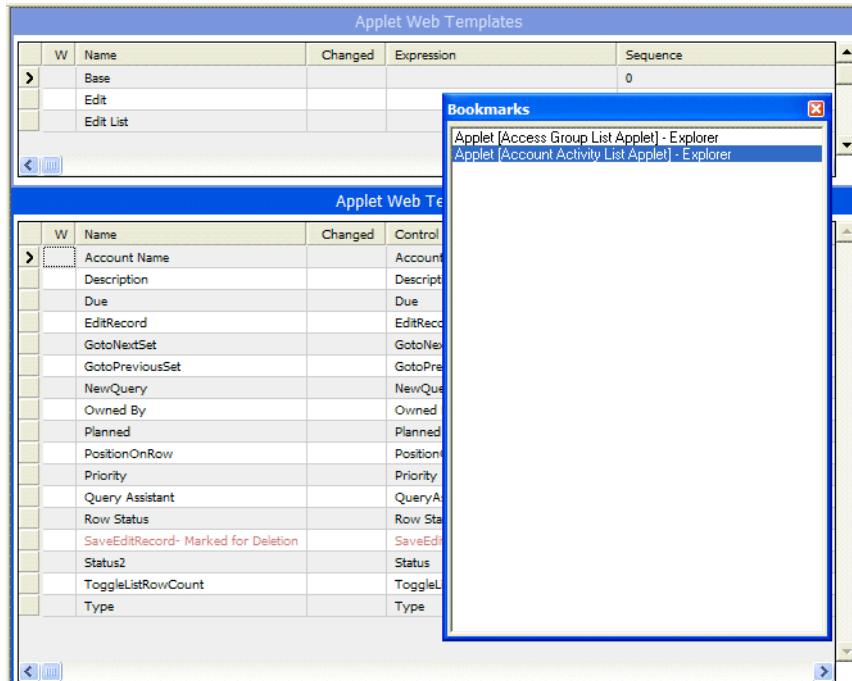 Applet Web Templates
W Name Changed Expression Sequence
Base 0
Edit
Edit List
Bookmarks
Applet [Access Group List Applet] - Explorer
Applet [Account Activity List Applet] - Explorer
Applet Web Te
W Name Changed Control
Account Name Account
Description Descript
Due Due
EditRecord EditReco
GotoNextSet GotoNex
GotoPreviousSet GotoPre
NewQuery NewQue
Owned By Owned
Planned Planned
PositionOnRow Position
Priority Priority
Query Assistant QueryA
Row Status Row Sta
SaveEditRecord- Marked for Deletion SaveEdi
Status2 Status
ToggleListRowCount ToggleLi
Type Type